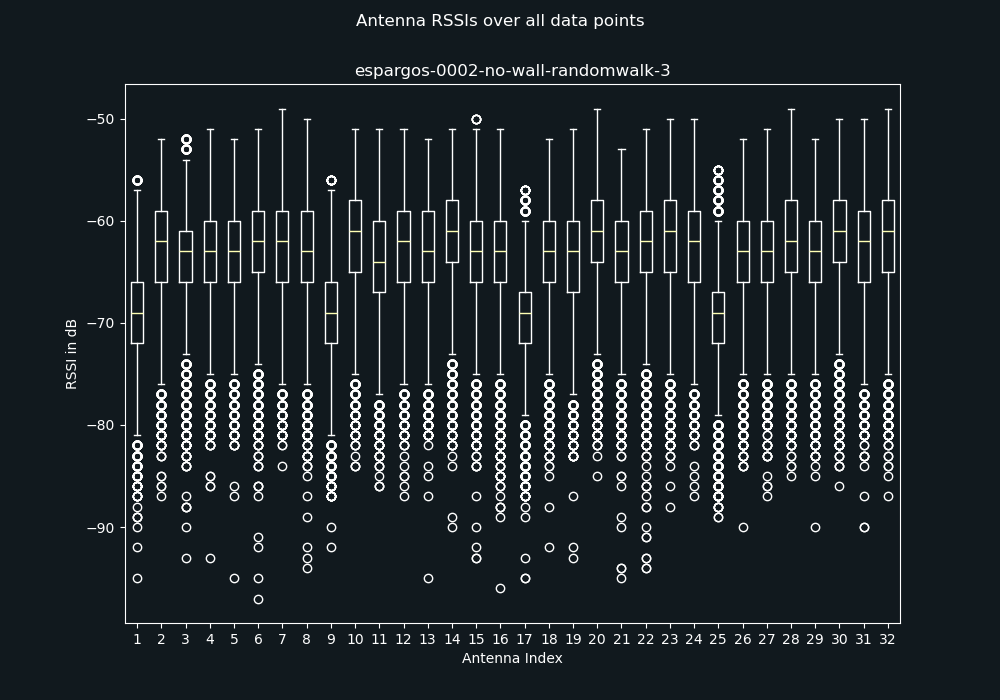 Antenna RSSIs over all data points
espargos-0002-no-wall-randomwalk-3
−50
−60
−70
−80
−90
RSSI in dB
1 2 3 4 5 6 7 8 9 10 11 12 13 14 15 16 17 18 19 20 21 22 23 24 25 26 27 28 29 30 31 32
Antenna Index